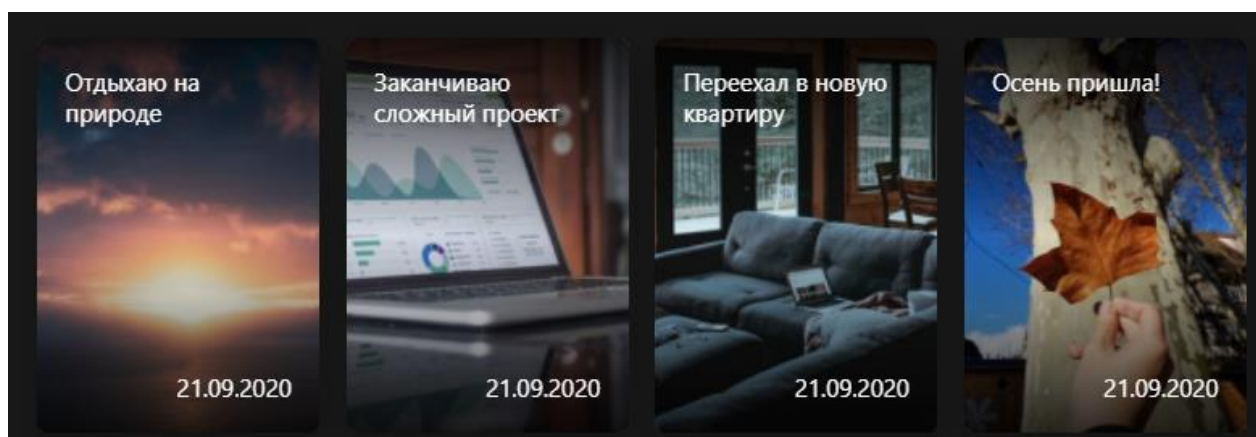 Отдыхаю на
природе
21.09.2020
Заканчиваю
сложный проект
21.09.2020
Переехал в новую
квартиру
21.09.2020
Осень пришла!
21.09.2020